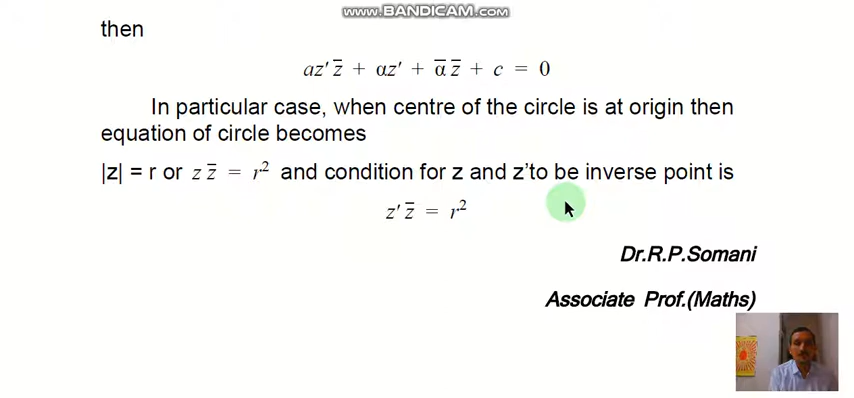 WWW.BANDICAM.COM
then
az′z̅ + αz′ + α̅ z̅ + c = 0
In particular case, when centre of the circle is at origin then
equation of circle becomes
|z| = r or z z̅ = r² and condition for z and z’to be inverse point is
z′ z̅ = r²
Dr.R.P.Somani
Associate Prof.(Maths)